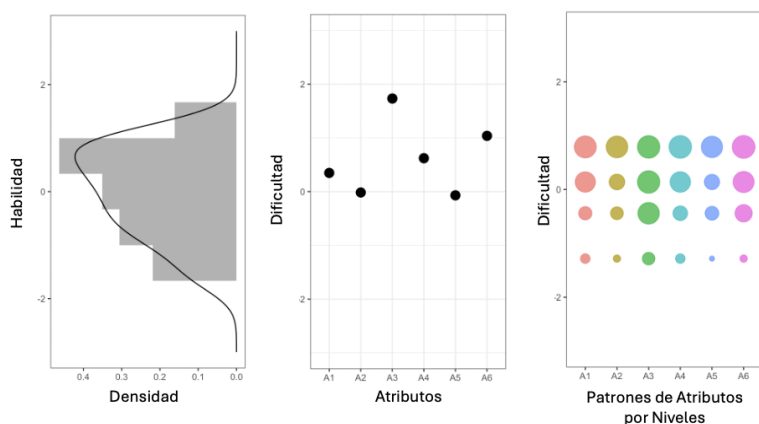 Habilidad
2
0
-2
0.4 0.3 0.2 0.1 0.0
Densidad
Dificultad
2
0
-2
A1 A2 A3 A4 A5 A6
Atributos
Dificultad
2
0
-2
A1 A2 A3 A4 A5 A6
Patrones de Atributos
por Niveles